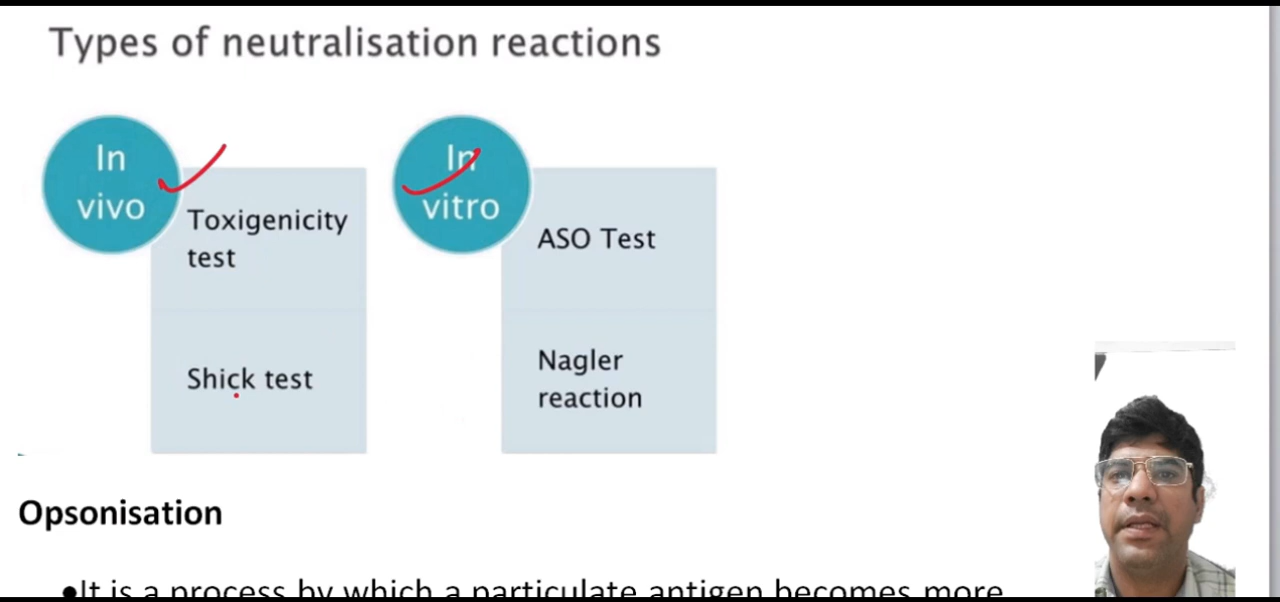 Types of neutralisation reactions
In
vivo
Toxigenicity
test
Shick test
In
vitro
ASO Test
Nagler
reaction
Opsonisation
•It is a process by which a particulate antigen becomes more